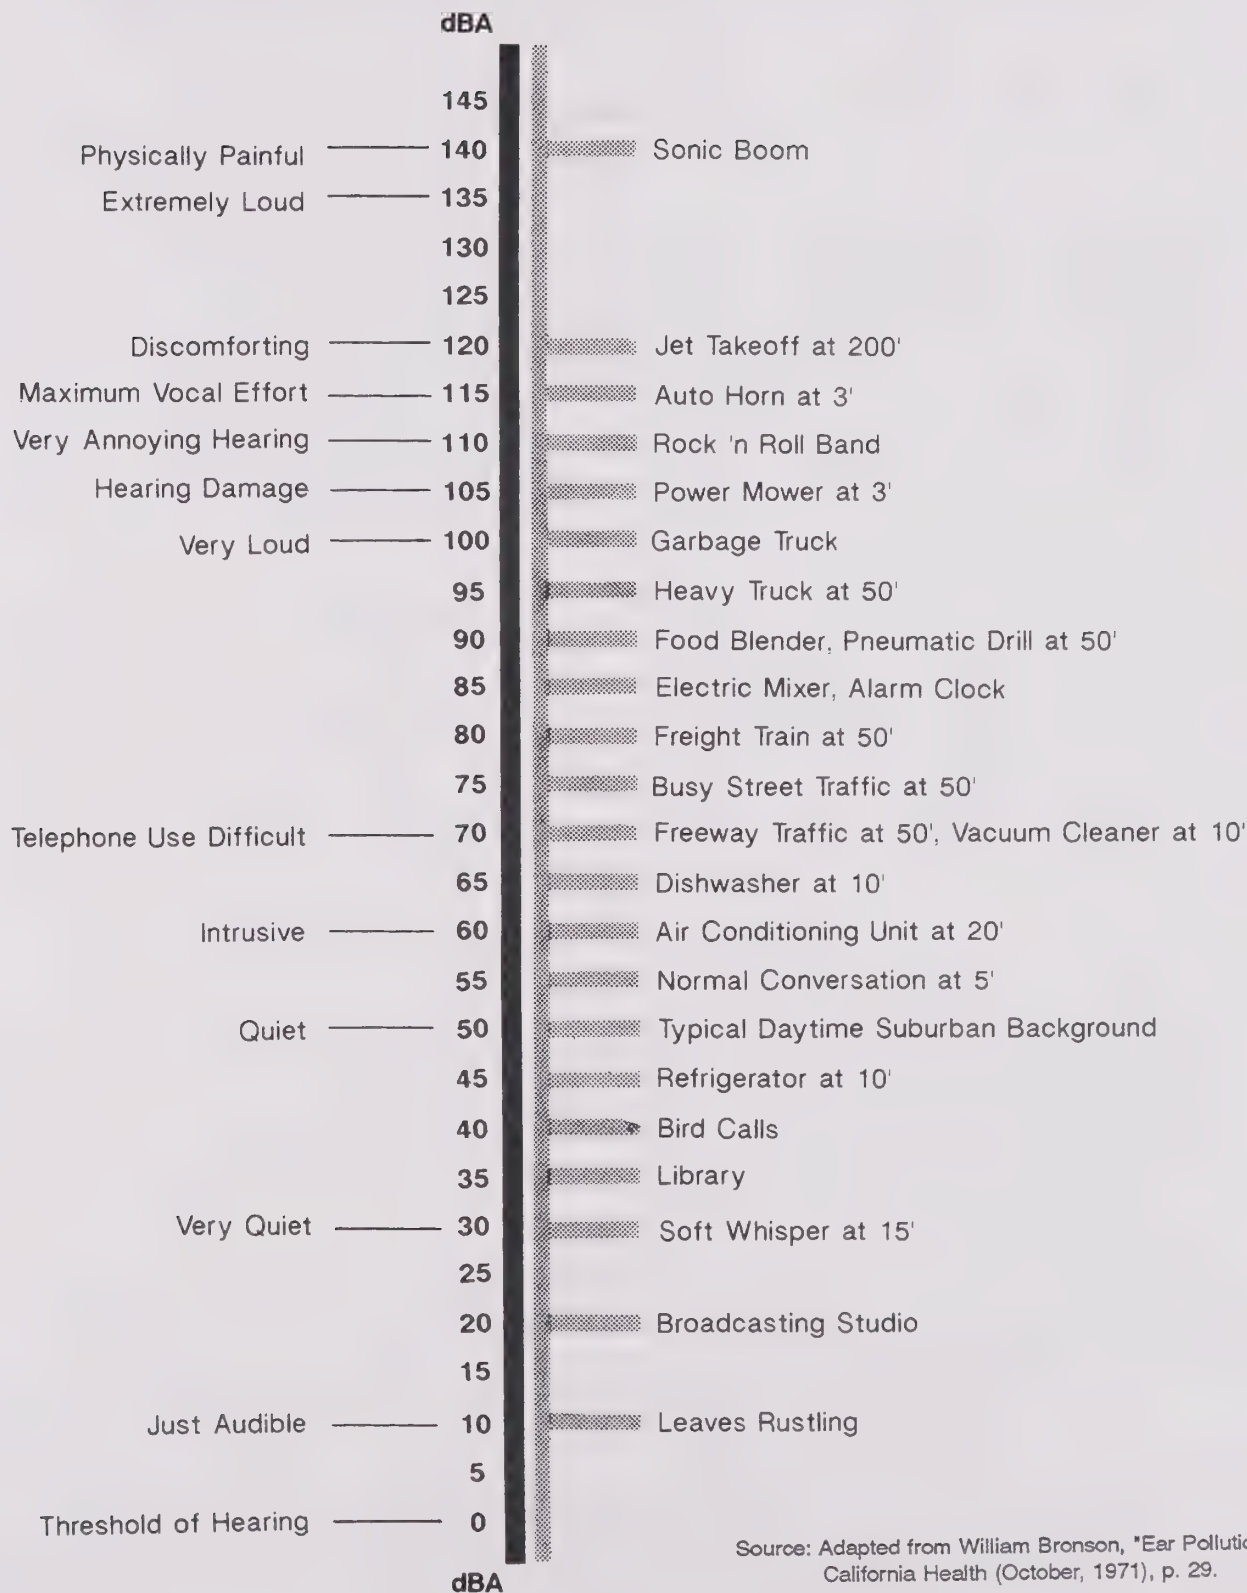 dBA
145
Physically Painful 140 Sonic Boom
Extremely Loud 135
130
125
Discomforting 120 Jet Takeoff at 200'
Maximum Vocal Effort 115 Auto Horn at 3'
Very Annoying Hearing 110 Rock 'n Roll Band
Hearing Damage 105 Power Mower at 3'
Very Loud 100 Garbage Truck
95 Heavy Truck at 50'
90 Food Blender, Pneumatic Drill at 50'
85 Electric Mixer, Alarm Clock
80 Freight Train at 50'
75 Busy Street Traffic at 50'
Telephone Use Difficult 70 Freeway Traffic at 50', Vacuum Cleaner at 10'
65 Dishwasher at 10'
Intrusive 60 Air Conditioning Unit at 20'
55 Normal Conversation at 5'
Quiet 50 Typical Daytime Suburban Background
45 Refrigerator at 10'
40 Bird Calls
35 Library
Very Quiet 30 Soft Whisper at 15'
25
20 Broadcasting Studio
15
Just Audible 10 Leaves Rustling
5
Threshold of Hearing 0
dBA
Source: Adapted from William Bronson, "Ear Pollutio
California Health (October, 1971), p. 29.